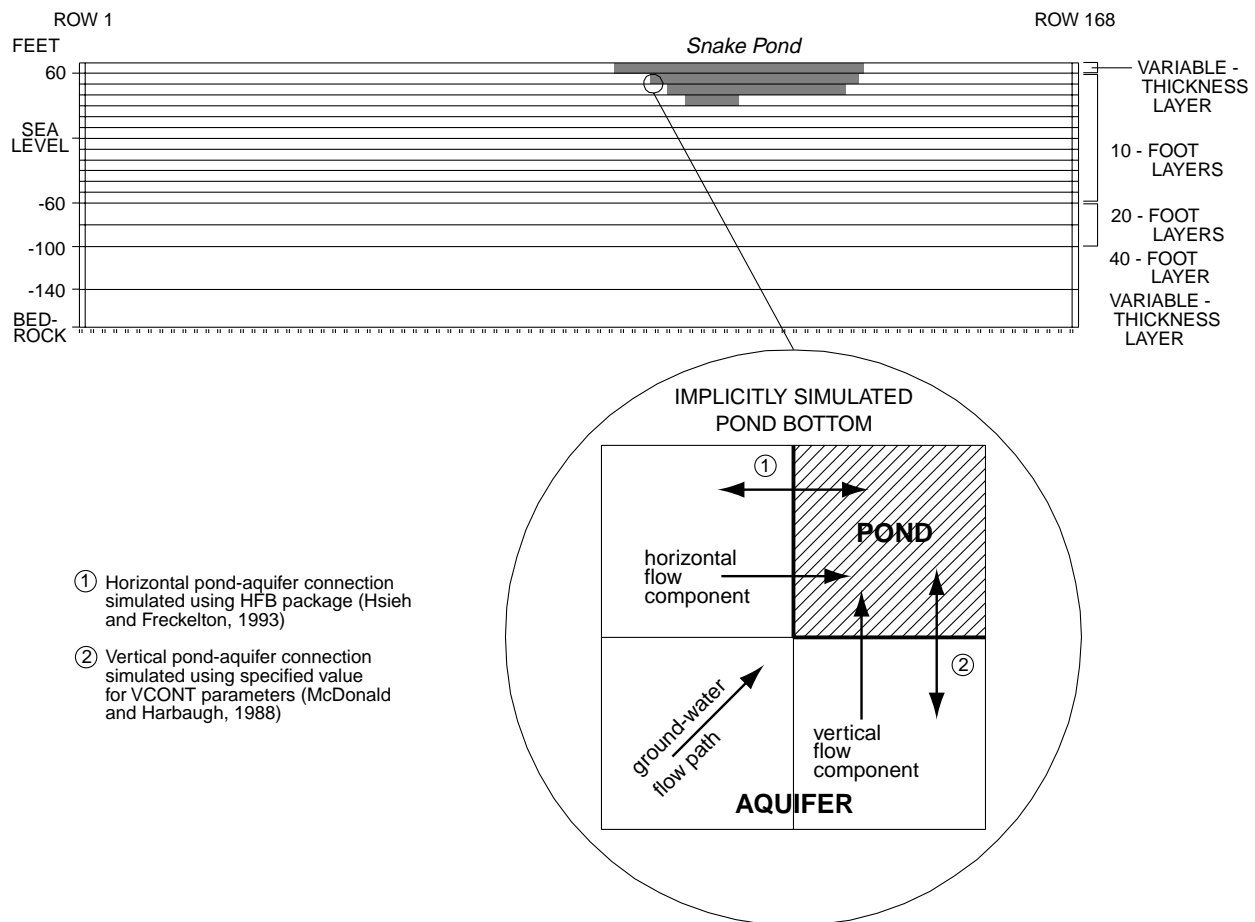 ROW 1
ROW 168
FEET
Snake Pond
60
SEA
LEVEL
-60
-100
-140
BED-
ROCK
VARIABLE -
THICKNESS
LAYER
10 - FOOT
LAYERS
20 - FOOT
LAYERS
40 - FOOT
LAYER
VARIABLE -
THICKNESS
LAYER
IMPLICITLY SIMULATED
POND BOTTOM
1
POND
horizontal
flow
component
2
ground-water
flow path
vertical
flow
component
AQUIFER
1 Horizontal pond-aquifer connection
simulated using HFB package (Hsieh
and Freckelton, 1993)
2 Vertical pond-aquifer connection
simulated using specified value
for VCONT parameters (McDonald
and Harbaugh, 1988)